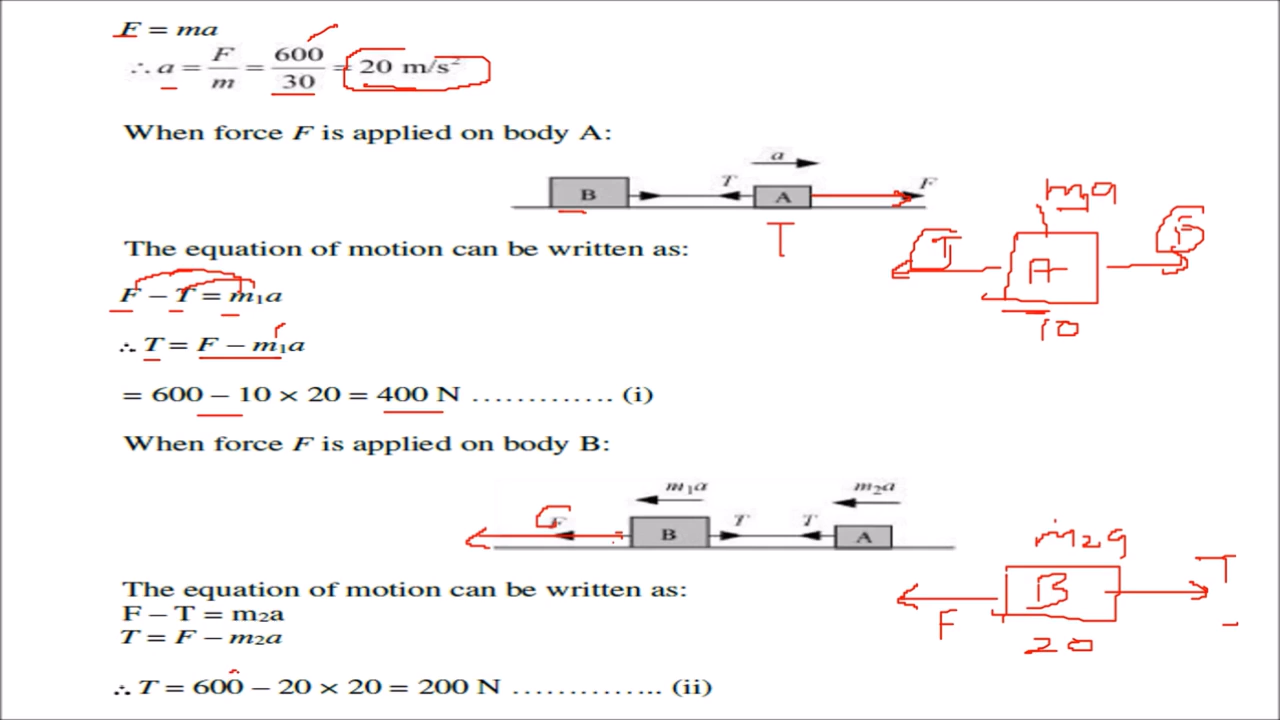 F = ma
∴ a = F/m = 600/30 = 20 m/s²
When force F is applied on body A:
a
B T A F
T
mg
T A F
10
The equation of motion can be written as:
F − T = m₁a
∴ T = F − m₁a
= 600 − 10 × 20 = 400 N …………. (i)
When force F is applied on body B:
m₁a m₂a
F B T T A
m₂g
F B T
20
The equation of motion can be written as:
F − T = m₂a
T = F − m₂a
∴ T = 600 − 20 × 20 = 200 N ………….. (ii)